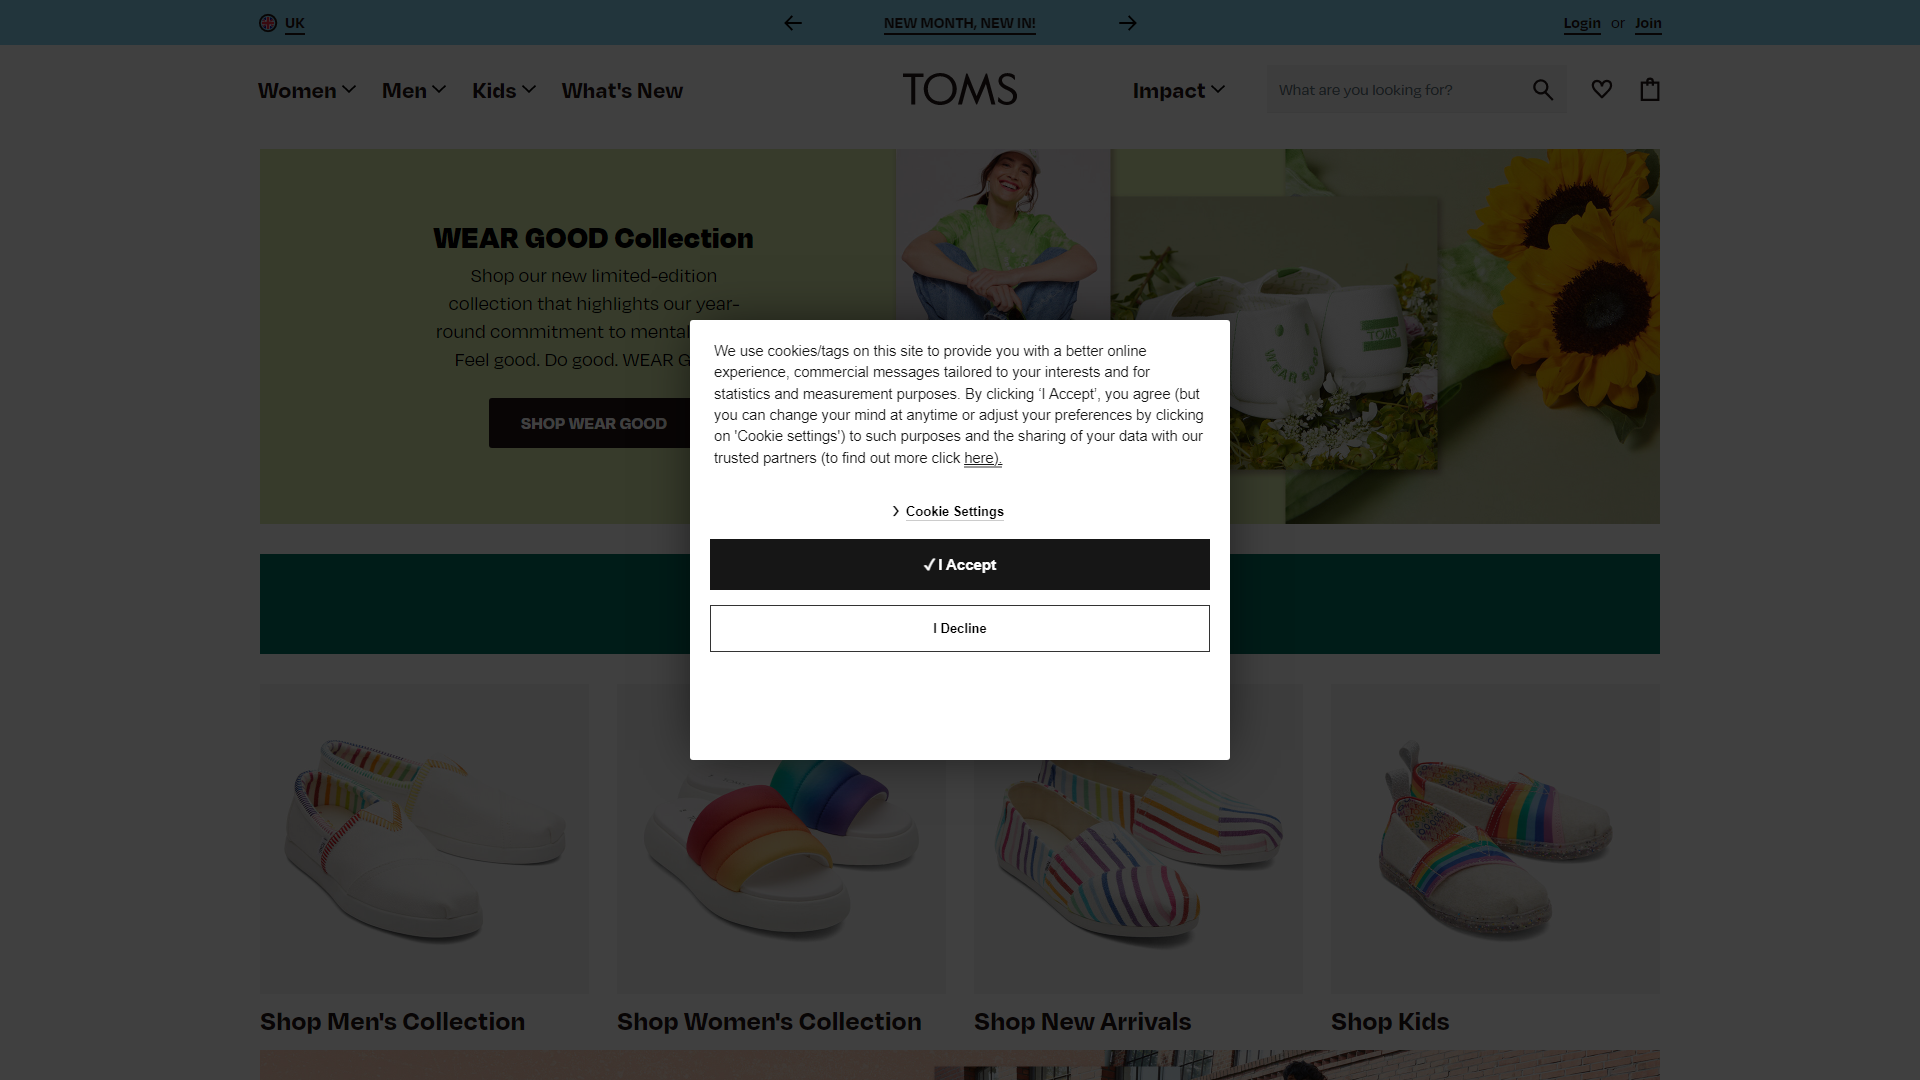 UK
NEW MONTH, NEW IN!
Login or Join
Women
Men
Kids
What's New
TOMS
Impact
What are you looking for?
WEAR GOOD Collection
Shop our new limited-edition
collection that highlights our year-
round commitment to mental
Feel good. Do good. WEAR G
SHOP WEAR GOOD
TOMS
WEAR GOOD
We use cookies/tags on this site to provide you with a better online
experience, commercial messages tailored to your interests and for
statistics and measurement purposes. By clicking ‘I Accept’, you agree (but
you can change your mind at anytime or adjust your preferences by clicking
on 'Cookie settings') to such purposes and the sharing of your data with our
trusted partners (to find out more click here).
Cookie Settings
✓ I Accept
I Decline
Shop Men's Collection
Shop Women's Collection
Shop New Arrivals
Shop Kids